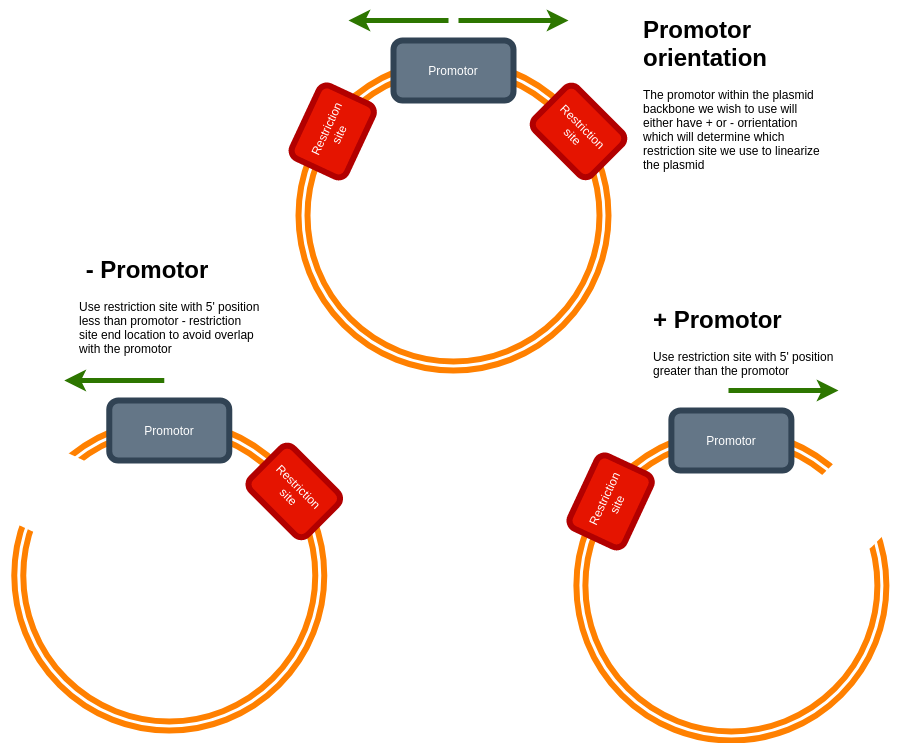 Promotor
Restriction
site
Restriction
site
Promotor
orientation
The promotor within the plasmid
backbone we wish to use will
either have + or - orrientation
which will determine which
restriction site we use to linearize
the plasmid
- Promotor
Use restriction site with 5' position
less than promotor - restriction
site end location to avoid overlap
with the promotor
Promotor
Restriction
site
+ Promotor
Use restriction site with 5' position
greater than the promotor
Promotor
Restriction
site